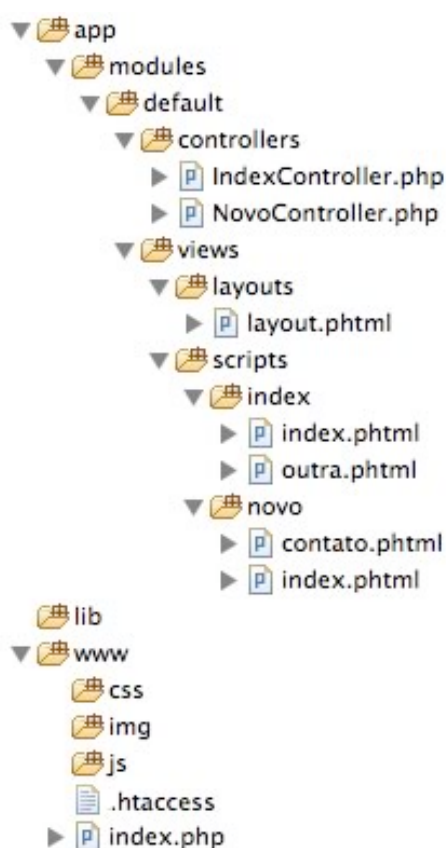 app
modules
default
controllers
IndexController.php
NovoController.php
views
layouts
layout.phtml
scripts
index
index.phtml
outra.phtml
novo
contato.phtml
index.phtml
lib
www
css
img
js
.htaccess
index.php